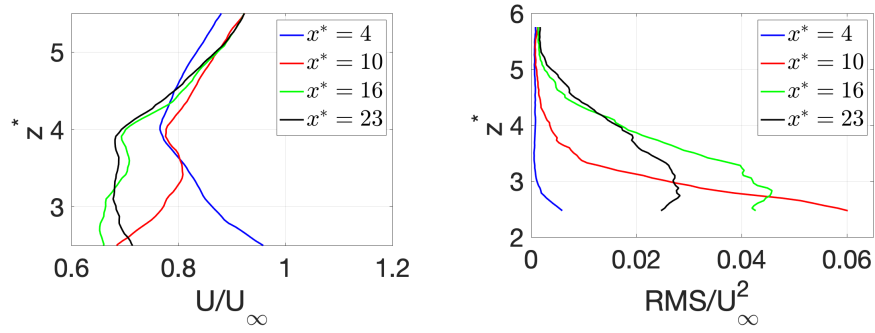 5
4
3
z*
0.6 0.8 1 1.2
U/U∞
x* = 4
x* = 10
x* = 16
x* = 23
6
5
4
3
2
z*
0 0.02 0.04 0.06
RMS/U²∞
x* = 4
x* = 10
x* = 16
x* = 23